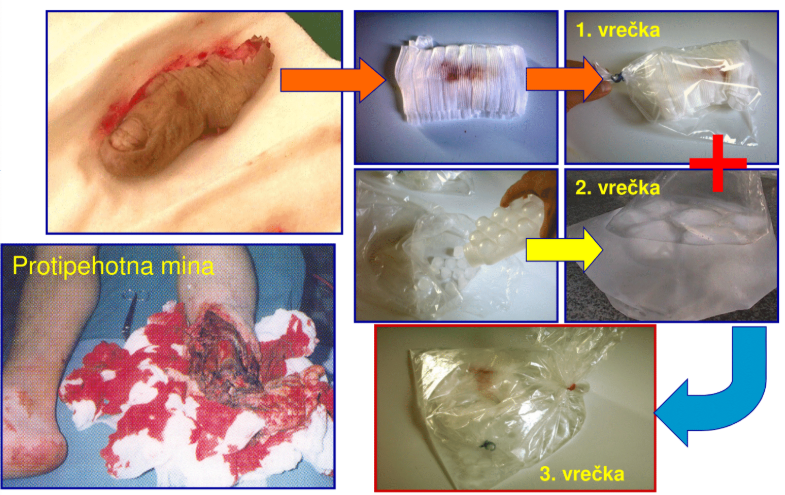 1. vrečka
2. vrečka
Protipehotna mina
3. vrečka